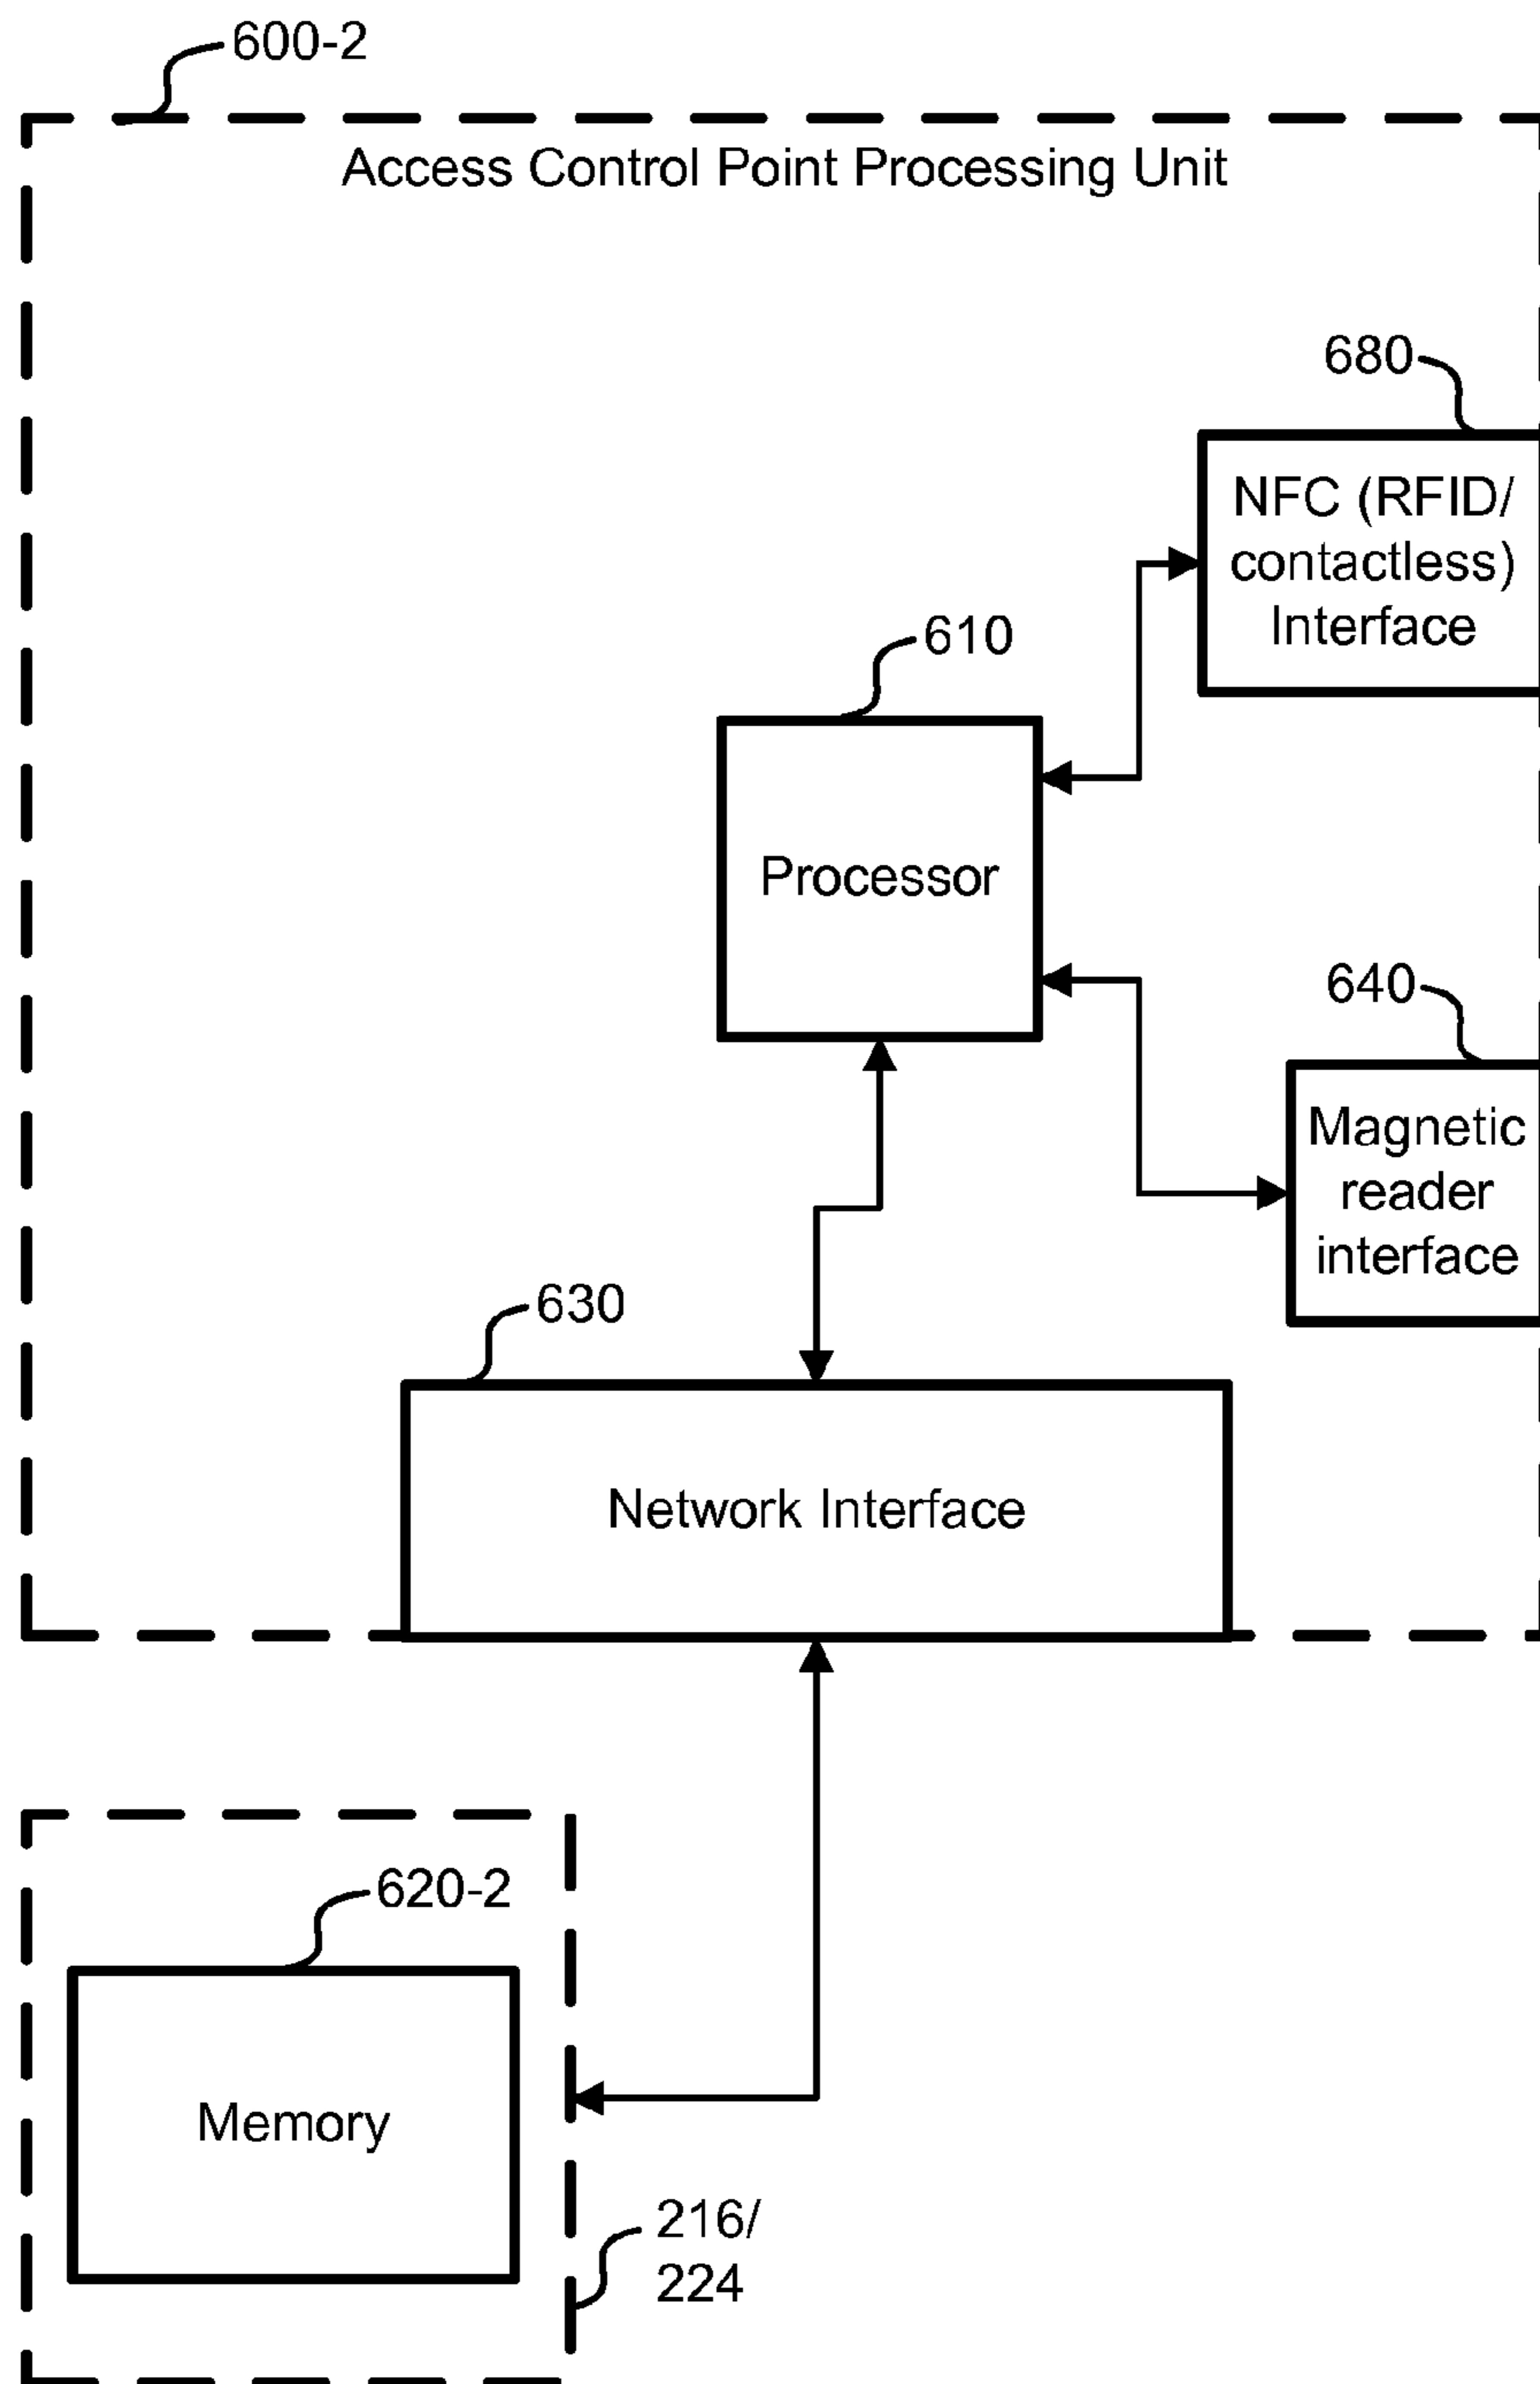 600-2
Access Control Point Processing Unit
680
NFC (RFID/
contactless)
Interface
610
Processor
640
Magnetic
reader
interface
630
Network Interface
620-2
Memory
216/
224